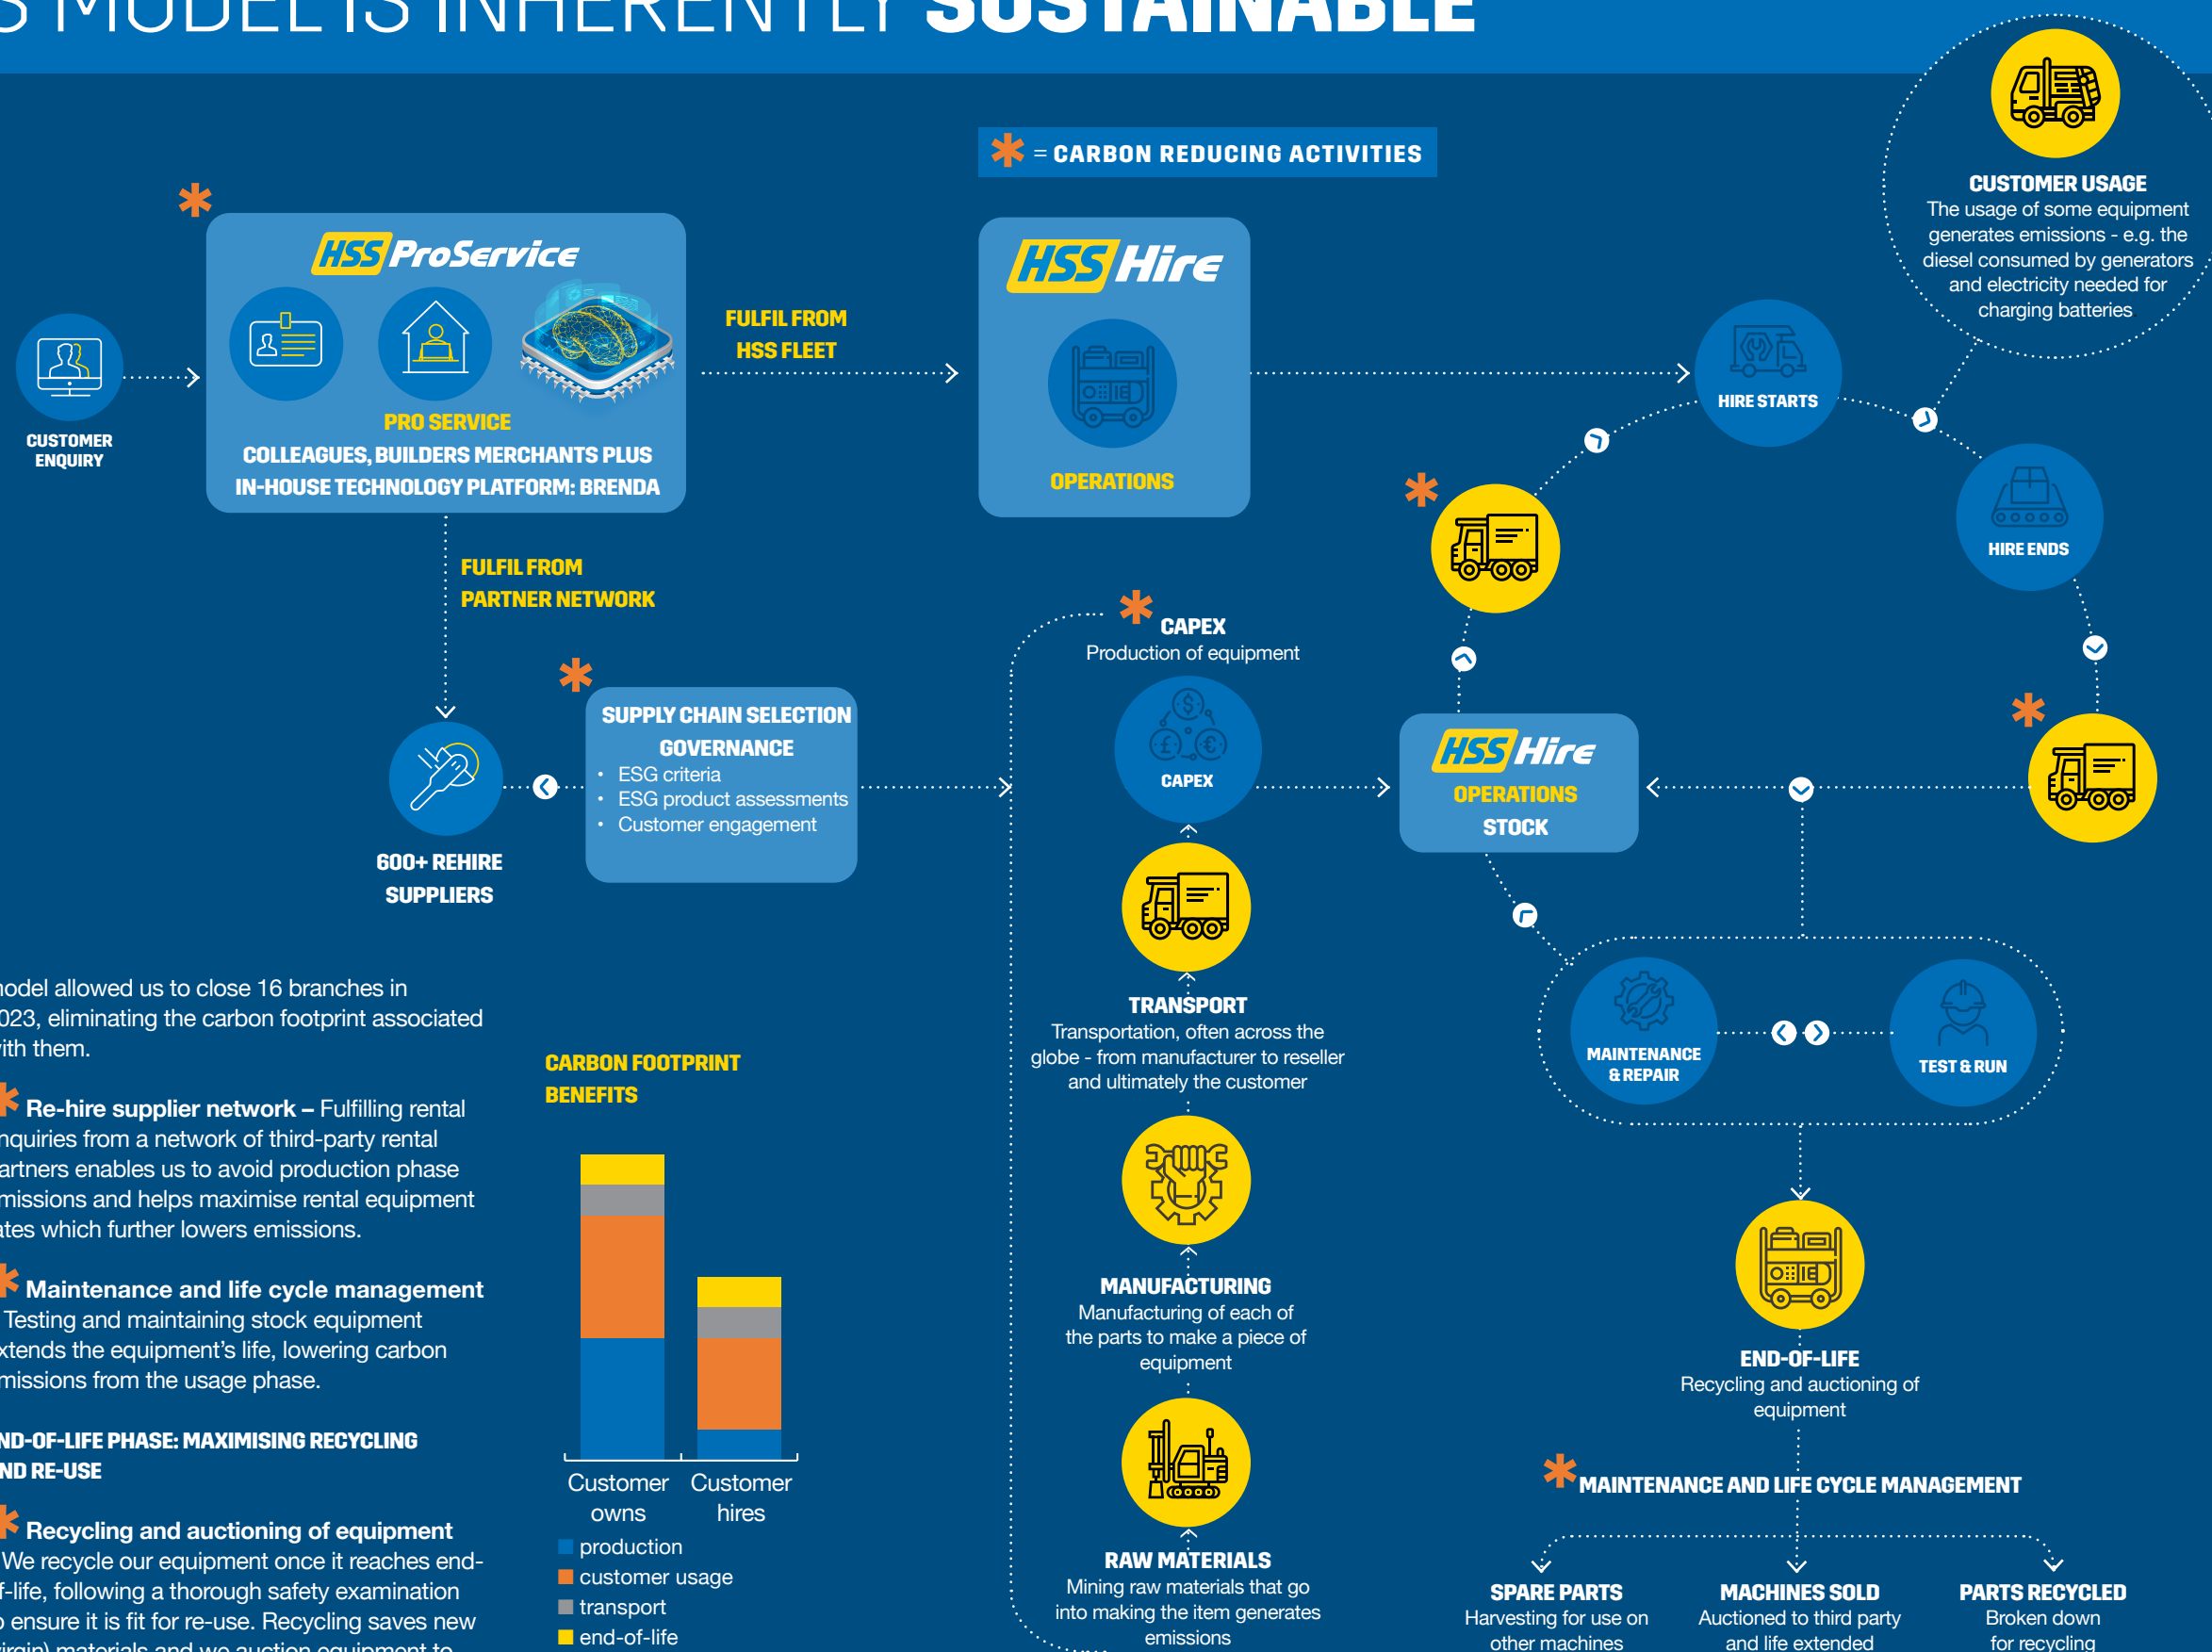 S MODEL IS INHERENTLY SUSTAINABLE
* = CARBON REDUCING ACTIVITIES
CUSTOMER USAGE
The usage of some equipment
generates emissions - e.g. the
diesel consumed by generators
and electricity needed for
charging batteries
CUSTOMER
ENQUIRY
HSS ProService
PRO SERVICE
COLLEAGUES, BUILDERS MERCHANTS PLUS
IN-HOUSE TECHNOLOGY PLATFORM: BRENDA
FULFIL FROM
HSS FLEET
HSS Hire
OPERATIONS
HIRE STARTS
HIRE ENDS
FULFIL FROM
PARTNER NETWORK
600+ REHIRE
SUPPLIERS
SUPPLY CHAIN SELECTION
GOVERNANCE
• ESG criteria
• ESG product assessments
• Customer engagement
CAPEX
Production of equipment
CAPEX
HSS Hire
OPERATIONS
STOCK
TRANSPORT
Transportation, often across the
globe - from manufacturer to reseller
and ultimately the customer
MANUFACTURING
Manufacturing of each of
the parts to make a piece of
equipment
RAW MATERIALS
Mining raw materials that go
into making the item generates
emissions
MAINTENANCE
& REPAIR
TEST & RUN
END-OF-LIFE
Recycling and auctioning of
equipment
* MAINTENANCE AND LIFE CYCLE MANAGEMENT
SPARE PARTS
Harvesting for use on
other machines
MACHINES SOLD
Auctioned to third party
and life extended
PARTS RECYCLED
Broken down
for recycling
odel allowed us to close 16 branches in
023, eliminating the carbon footprint associated
ith them.
* Re-hire supplier network – Fulfilling rental
nquiries from a network of third-party rental
artners enables us to avoid production phase
missions and helps maximise rental equipment
ates which further lowers emissions.
* Maintenance and life cycle management
Testing and maintaining stock equipment
xtends the equipment's life, lowering carbon
missions from the usage phase.
ND-OF-LIFE PHASE: MAXIMISING RECYCLING
ND RE-USE
* Recycling and auctioning of equipment
We recycle our equipment once it reaches end-
f-life, following a thorough safety examination
o ensure it is fit for re-use. Recycling saves new
irgin) materials and we auction equipment to
CARBON FOOTPRINT
BENEFITS
Customer
owns
Customer
hires
production
customer usage
transport
end-of-life